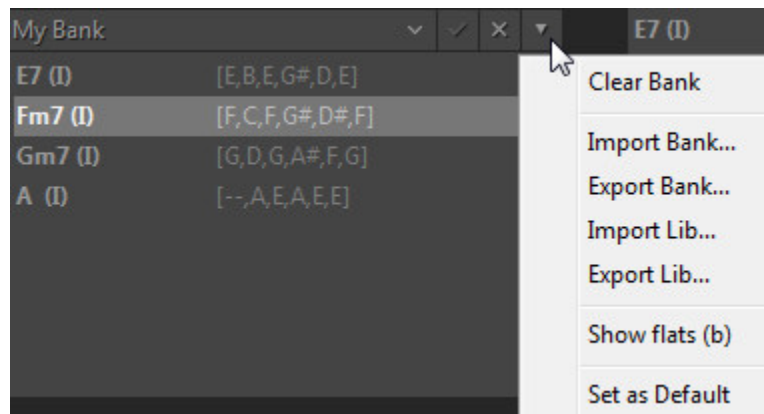 My Bank
E7 (I)
E7 (I) [E,B,E,G#,D,E]
Fm7 (I) [F,C,F,G#,D#,F]
Gm7 (I) [G,D,G,A#,F,G]
A (I) [--,A,E,A,E,E]
Clear Bank
Import Bank...
Export Bank...
Import Lib...
Export Lib...
Show flats (b)
Set as Default